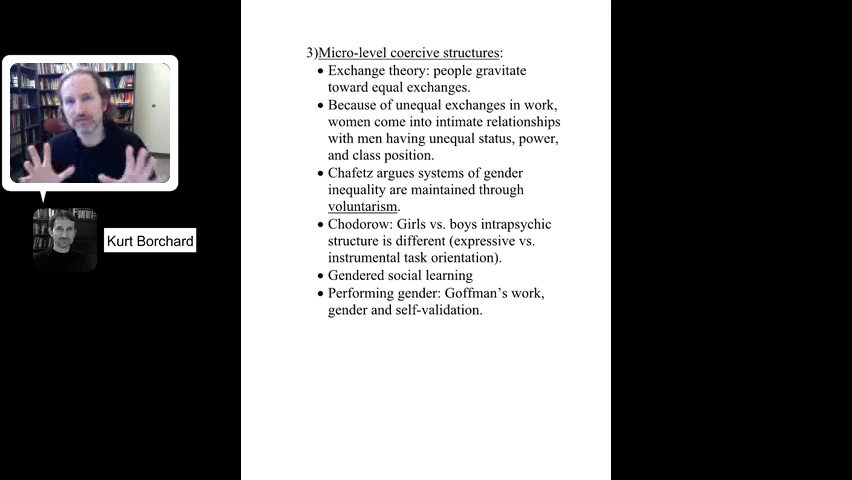 3)Micro-level coercive structures:
• Exchange theory: people gravitate
toward equal exchanges.
• Because of unequal exchanges in work,
women come into intimate relationships
with men having unequal status, power,
and class position.
• Chafetz argues systems of gender
inequality are maintained through
voluntarism.
• Chodorow: Girls vs. boys intrapsychic
structure is different (expressive vs.
instrumental task orientation).
• Gendered social learning
• Performing gender: Goffman's work,
gender and self-validation.
Kurt Borchard